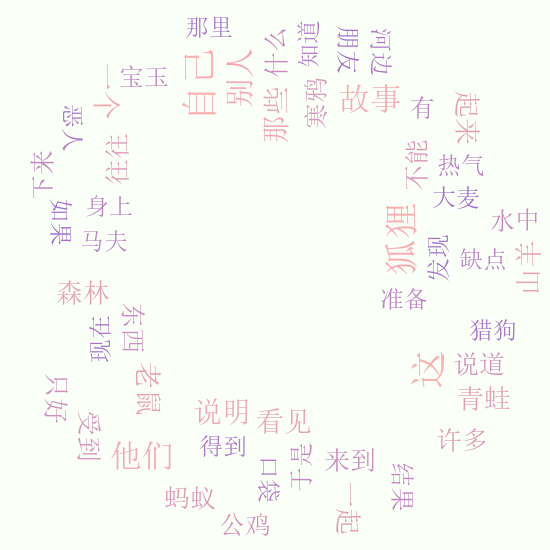 那里
自己
别人
什么
知道
朋友
河边
一个
宝玉
那些
寒鸦
故事
有
起来
恶人
往往
不能
热气
下来
如果
身上
大麦
水中
马夫
狐狸
发现
缺点
山羊
森林
现在
东西
准备
猎狗
只好
老鼠
这
说道
青蛙
受到
他们
说明
看见
得到
口袋
于是
来到
结果
许多
蚂蚁
公鸡
一起